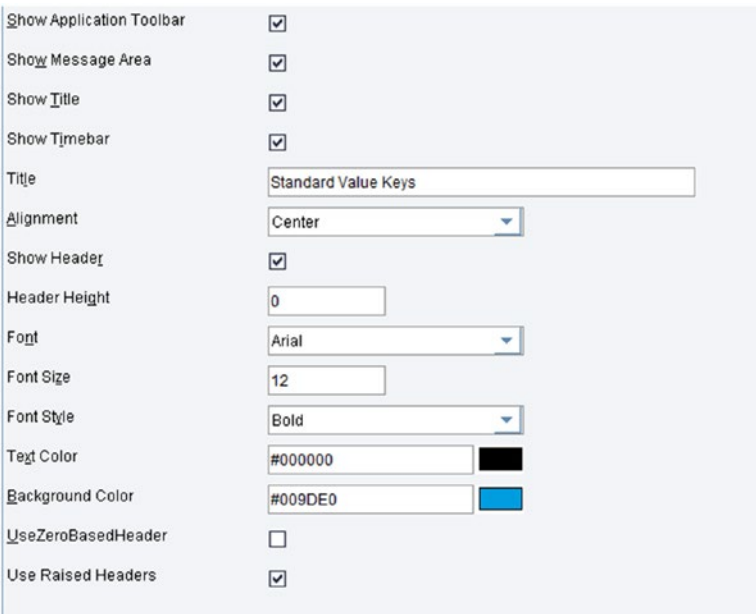 Show Application Toolbar
Show Message Area
Show Title
Show Timebar
Title Standard Value Keys
Alignment Center
Show Header
Header Height 0
Font Arial
Font Size 12
Font Style Bold
Text Color #000000
Background Color #009DE0
UseZeroBasedHeader
Use Raised Headers